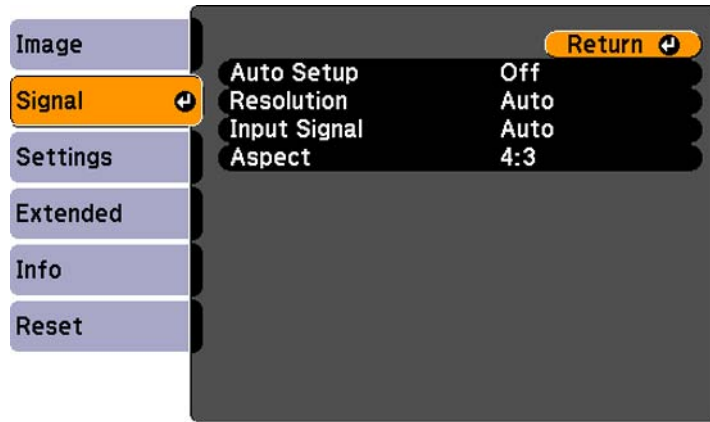 Image
Signal
Settings
Extended
Info
Reset
Return
Auto Setup Off
Resolution Auto
Input Signal Auto
Aspect 4:3